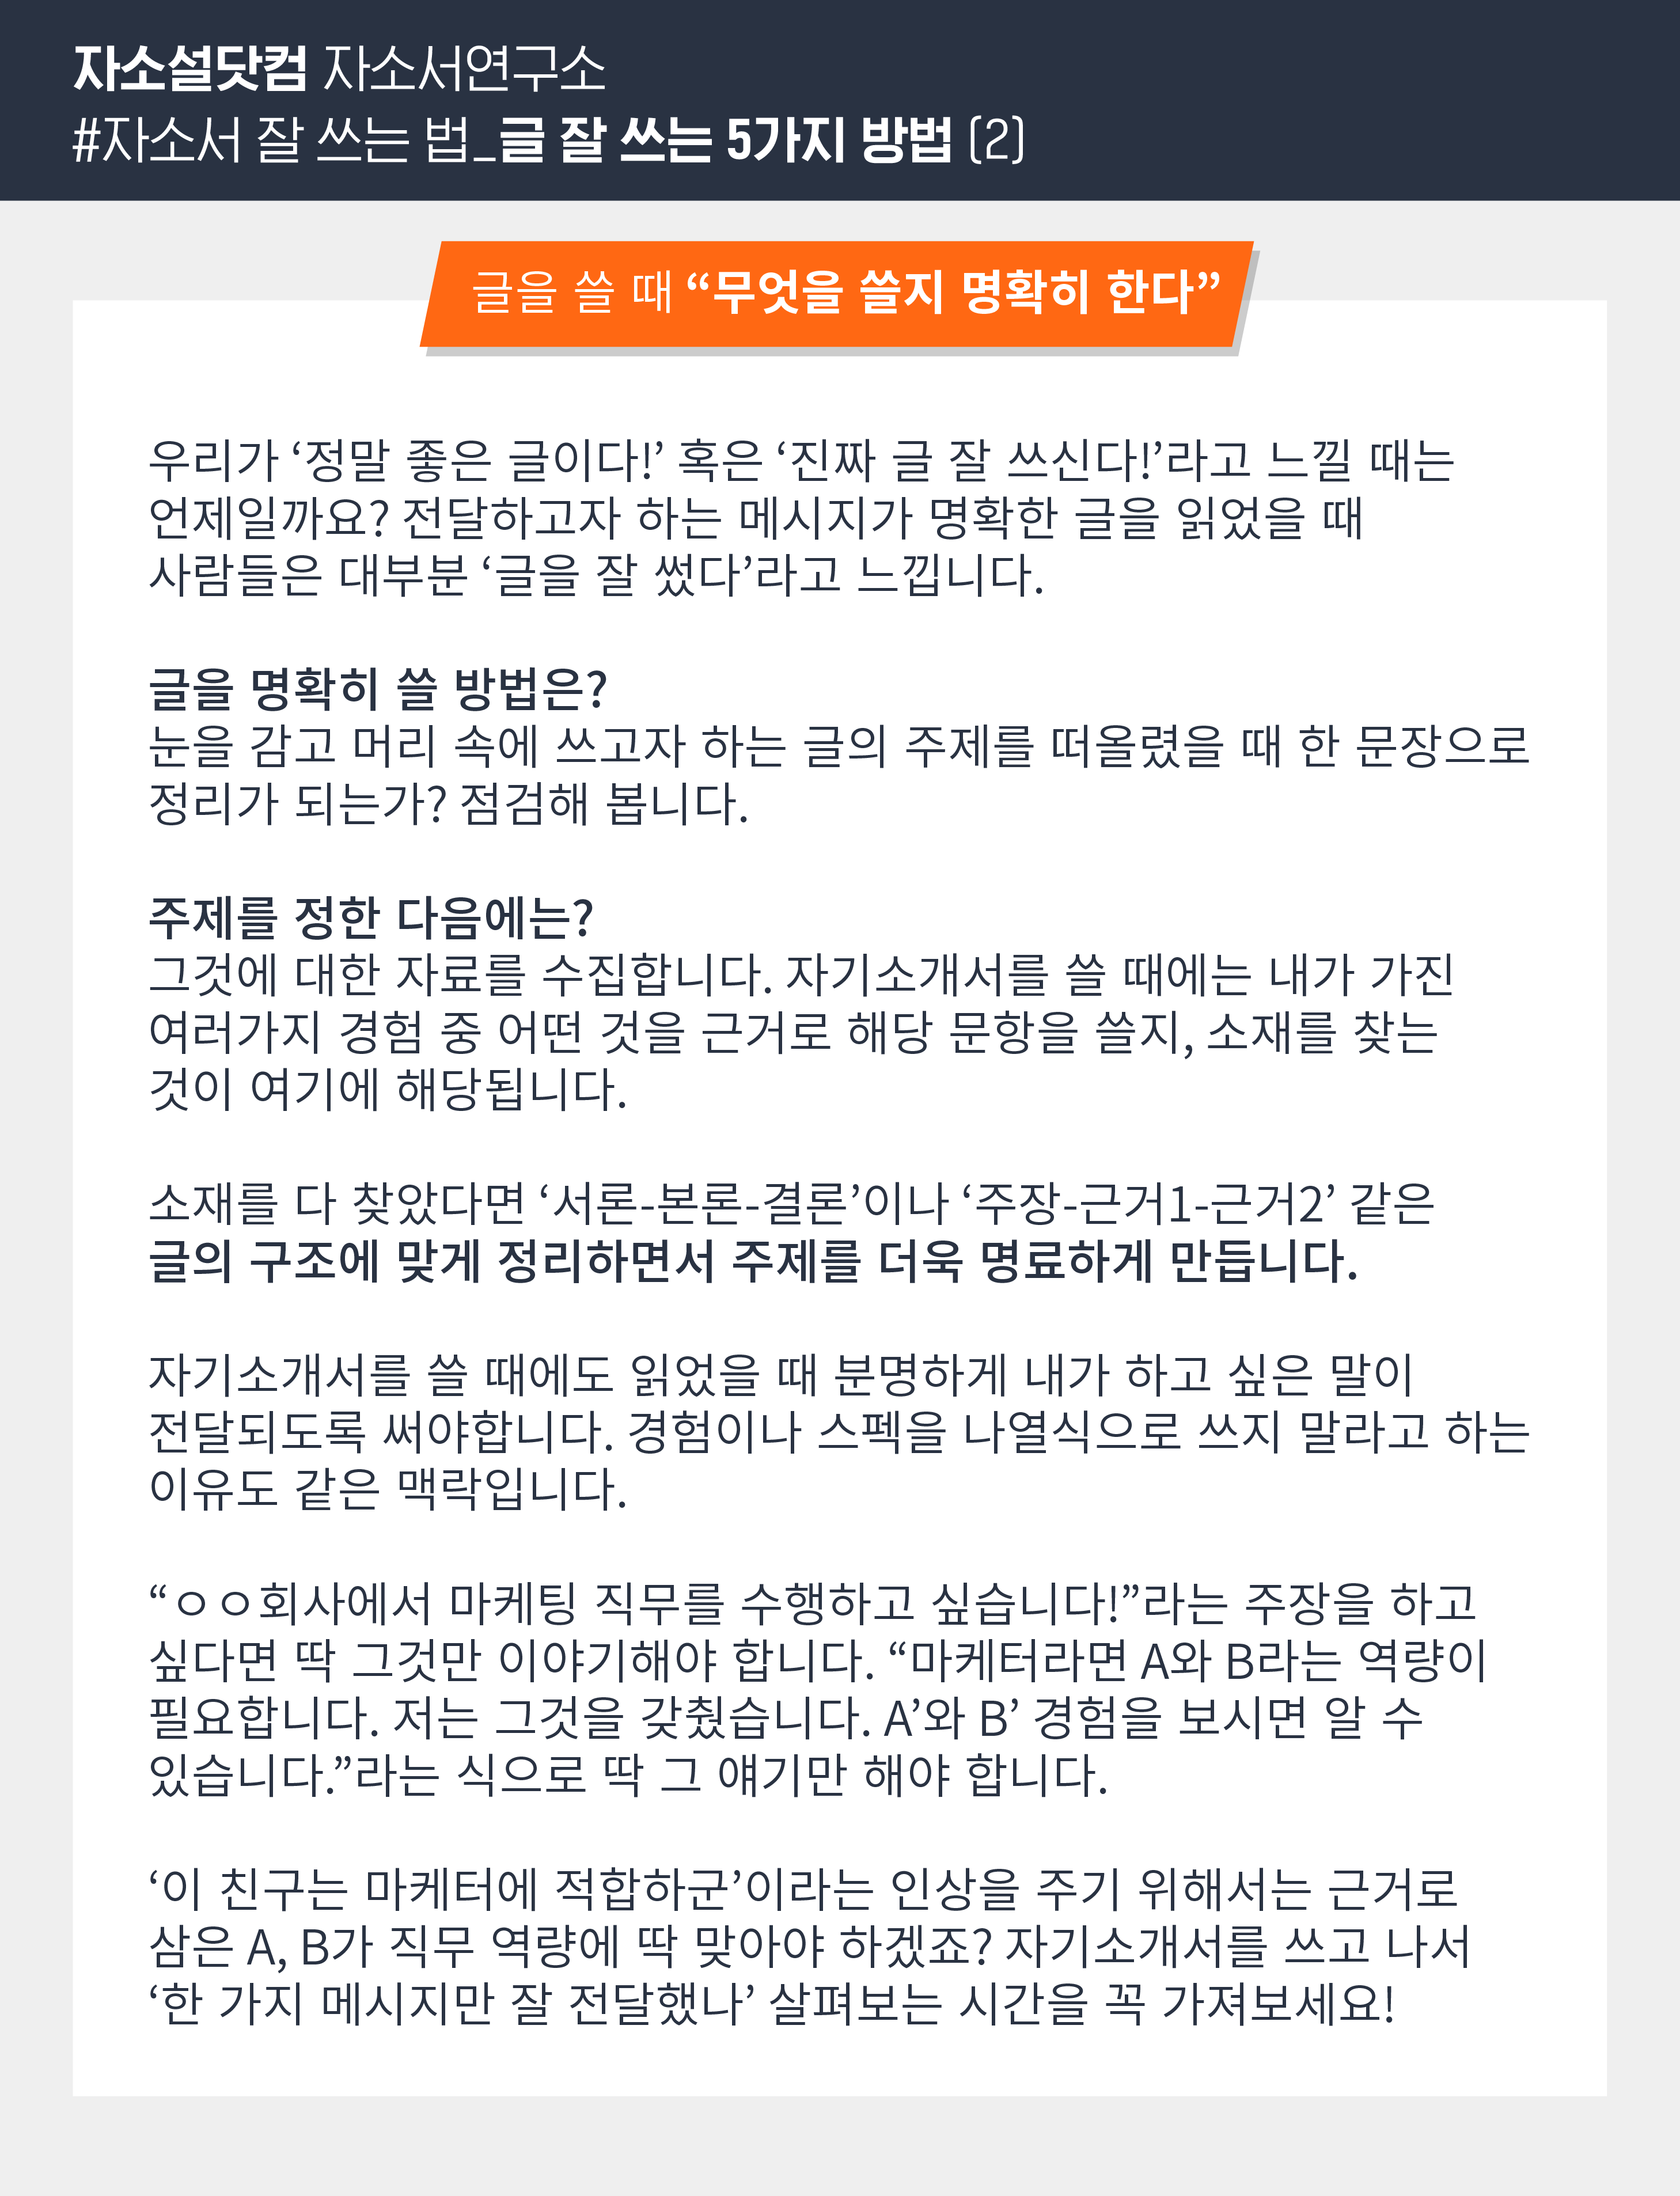 자소설닷컴 자소서연구소
#자소서 잘 쓰는 법_글 잘 쓰는 5가지 방법 (2)
글을 쓸 때 “무엇을 쓸지 명확히 한다”
우리가 ‘정말 좋은 글이다!’ 혹은 ‘진짜 글 잘 쓰신다!’라고 느낄 때는
언제일까요? 전달하고자 하는 메시지가 명확한 글을 읽었을 때
사람들은 대부분 ‘글을 잘 썼다’라고 느낍니다.
글을 명확히 쓸 방법은?
눈을 감고 머리 속에 쓰고자 하는 글의 주제를 떠올렸을 때 한 문장으로
정리가 되는가? 점검해 봅니다.
주제를 정한 다음에는?
그것에 대한 자료를 수집합니다. 자기소개서를 쓸 때에는 내가 가진
여러가지 경험 중 어떤 것을 근거로 해당 문항을 쓸지, 소재를 찾는
것이 여기에 해당됩니다.
소재를 다 찾았다면 ‘서론-본론-결론’이나 ‘주장-근거1-근거2’ 같은
글의 구조에 맞게 정리하면서 주제를 더욱 명료하게 만듭니다.
자기소개서를 쓸 때에도 읽었을 때 분명하게 내가 하고 싶은 말이
전달되도록 써야합니다. 경험이나 스펙을 나열식으로 쓰지 말라고 하는
이유도 같은 맥락입니다.
“ㅇㅇ회사에서 마케팅 직무를 수행하고 싶습니다!”라는 주장을 하고
싶다면 딱 그것만 이야기해야 합니다. “마케터라면 A와 B라는 역량이
필요합니다. 저는 그것을 갖췄습니다. A’와 B’ 경험을 보시면 알 수
있습니다.”라는 식으로 딱 그 얘기만 해야 합니다.
‘이 친구는 마케터에 적합하군’이라는 인상을 주기 위해서는 근거로
삼은 A, B가 직무 역량에 딱 맞아야 하겠죠? 자기소개서를 쓰고 나서
‘한 가지 메시지만 잘 전달했나’ 살펴보는 시간을 꼭 가져보세요!